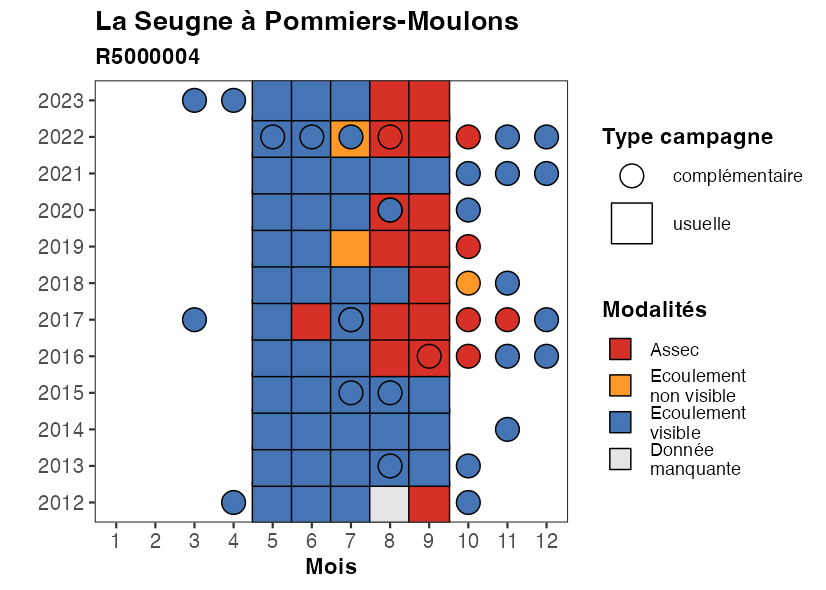 La Seugne à Pommiers-Moulons
R5000004
2023
2022
2021
2020
2019
2018
2017
2016
2015
2014
2013
2012
1 2 3 4 5 6 7 8 9 10 11 12
Mois
Type campagne
complémentaire
usuelle
Modalités
Assec
Ecoulement
non visible
Ecoulement
visible
Donnée
manquante